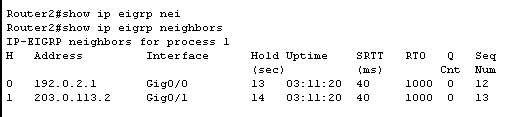 Router2#show ip eigrp nei
Router2#show ip eigrp neighbors
IP-EIGRP neighbors for process 1
H Address Interface Hold Uptime SRTT RTO Q Seq
(sec) (ms) Cnt Num
0 192.0.2.1 Gig0/0 13 03:11:20 40 1000 0 12
1 203.0.113.2 Gig0/1 14 03:11:20 40 1000 0 13